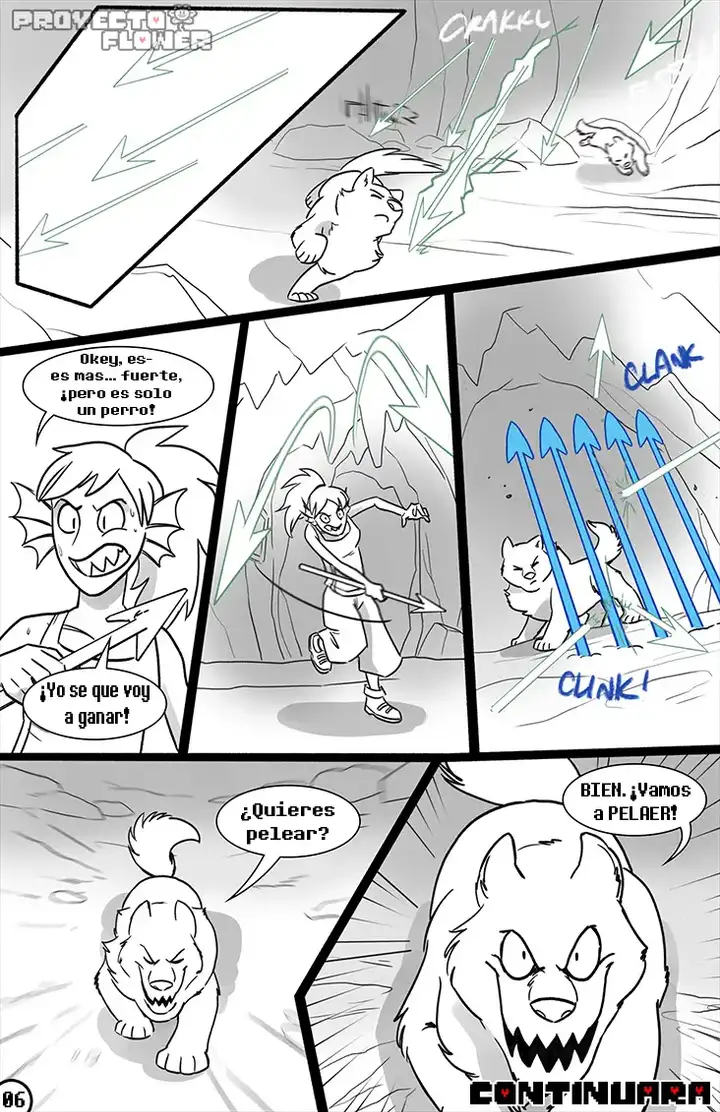 PROYECTO
FLOWER
CRAKKL
Okey, es-
es mas... fuerte,
¡pero es solo
un perro!
¡Yo se que voy
a ganar!
CLANK
CLINK!
¿Quieres
pelear?
BIEN. ¡Vamos
a PELAER!
06
CONTINUARA